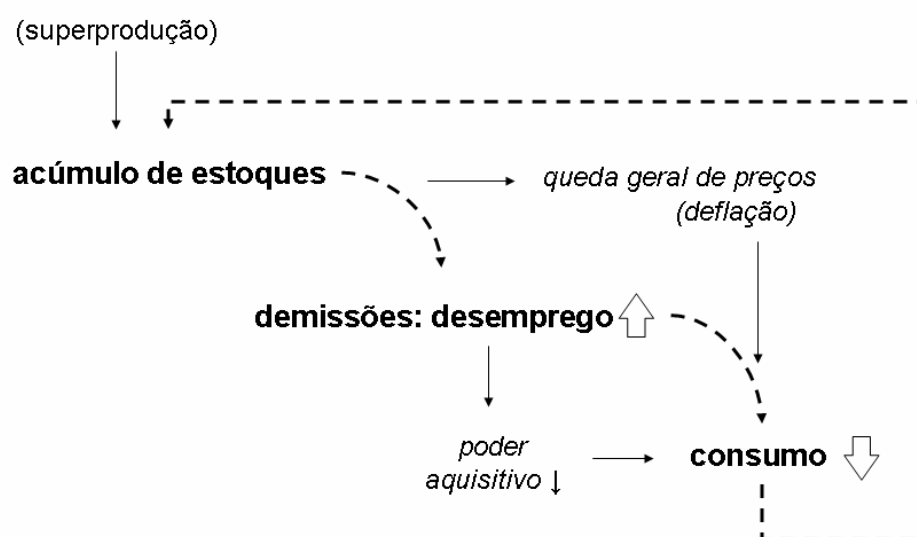 (superprodução)
acúmulo de estoques
queda geral de preços
(deflação)
demissões: desemprego
poder
aquisitivo ↓
consumo